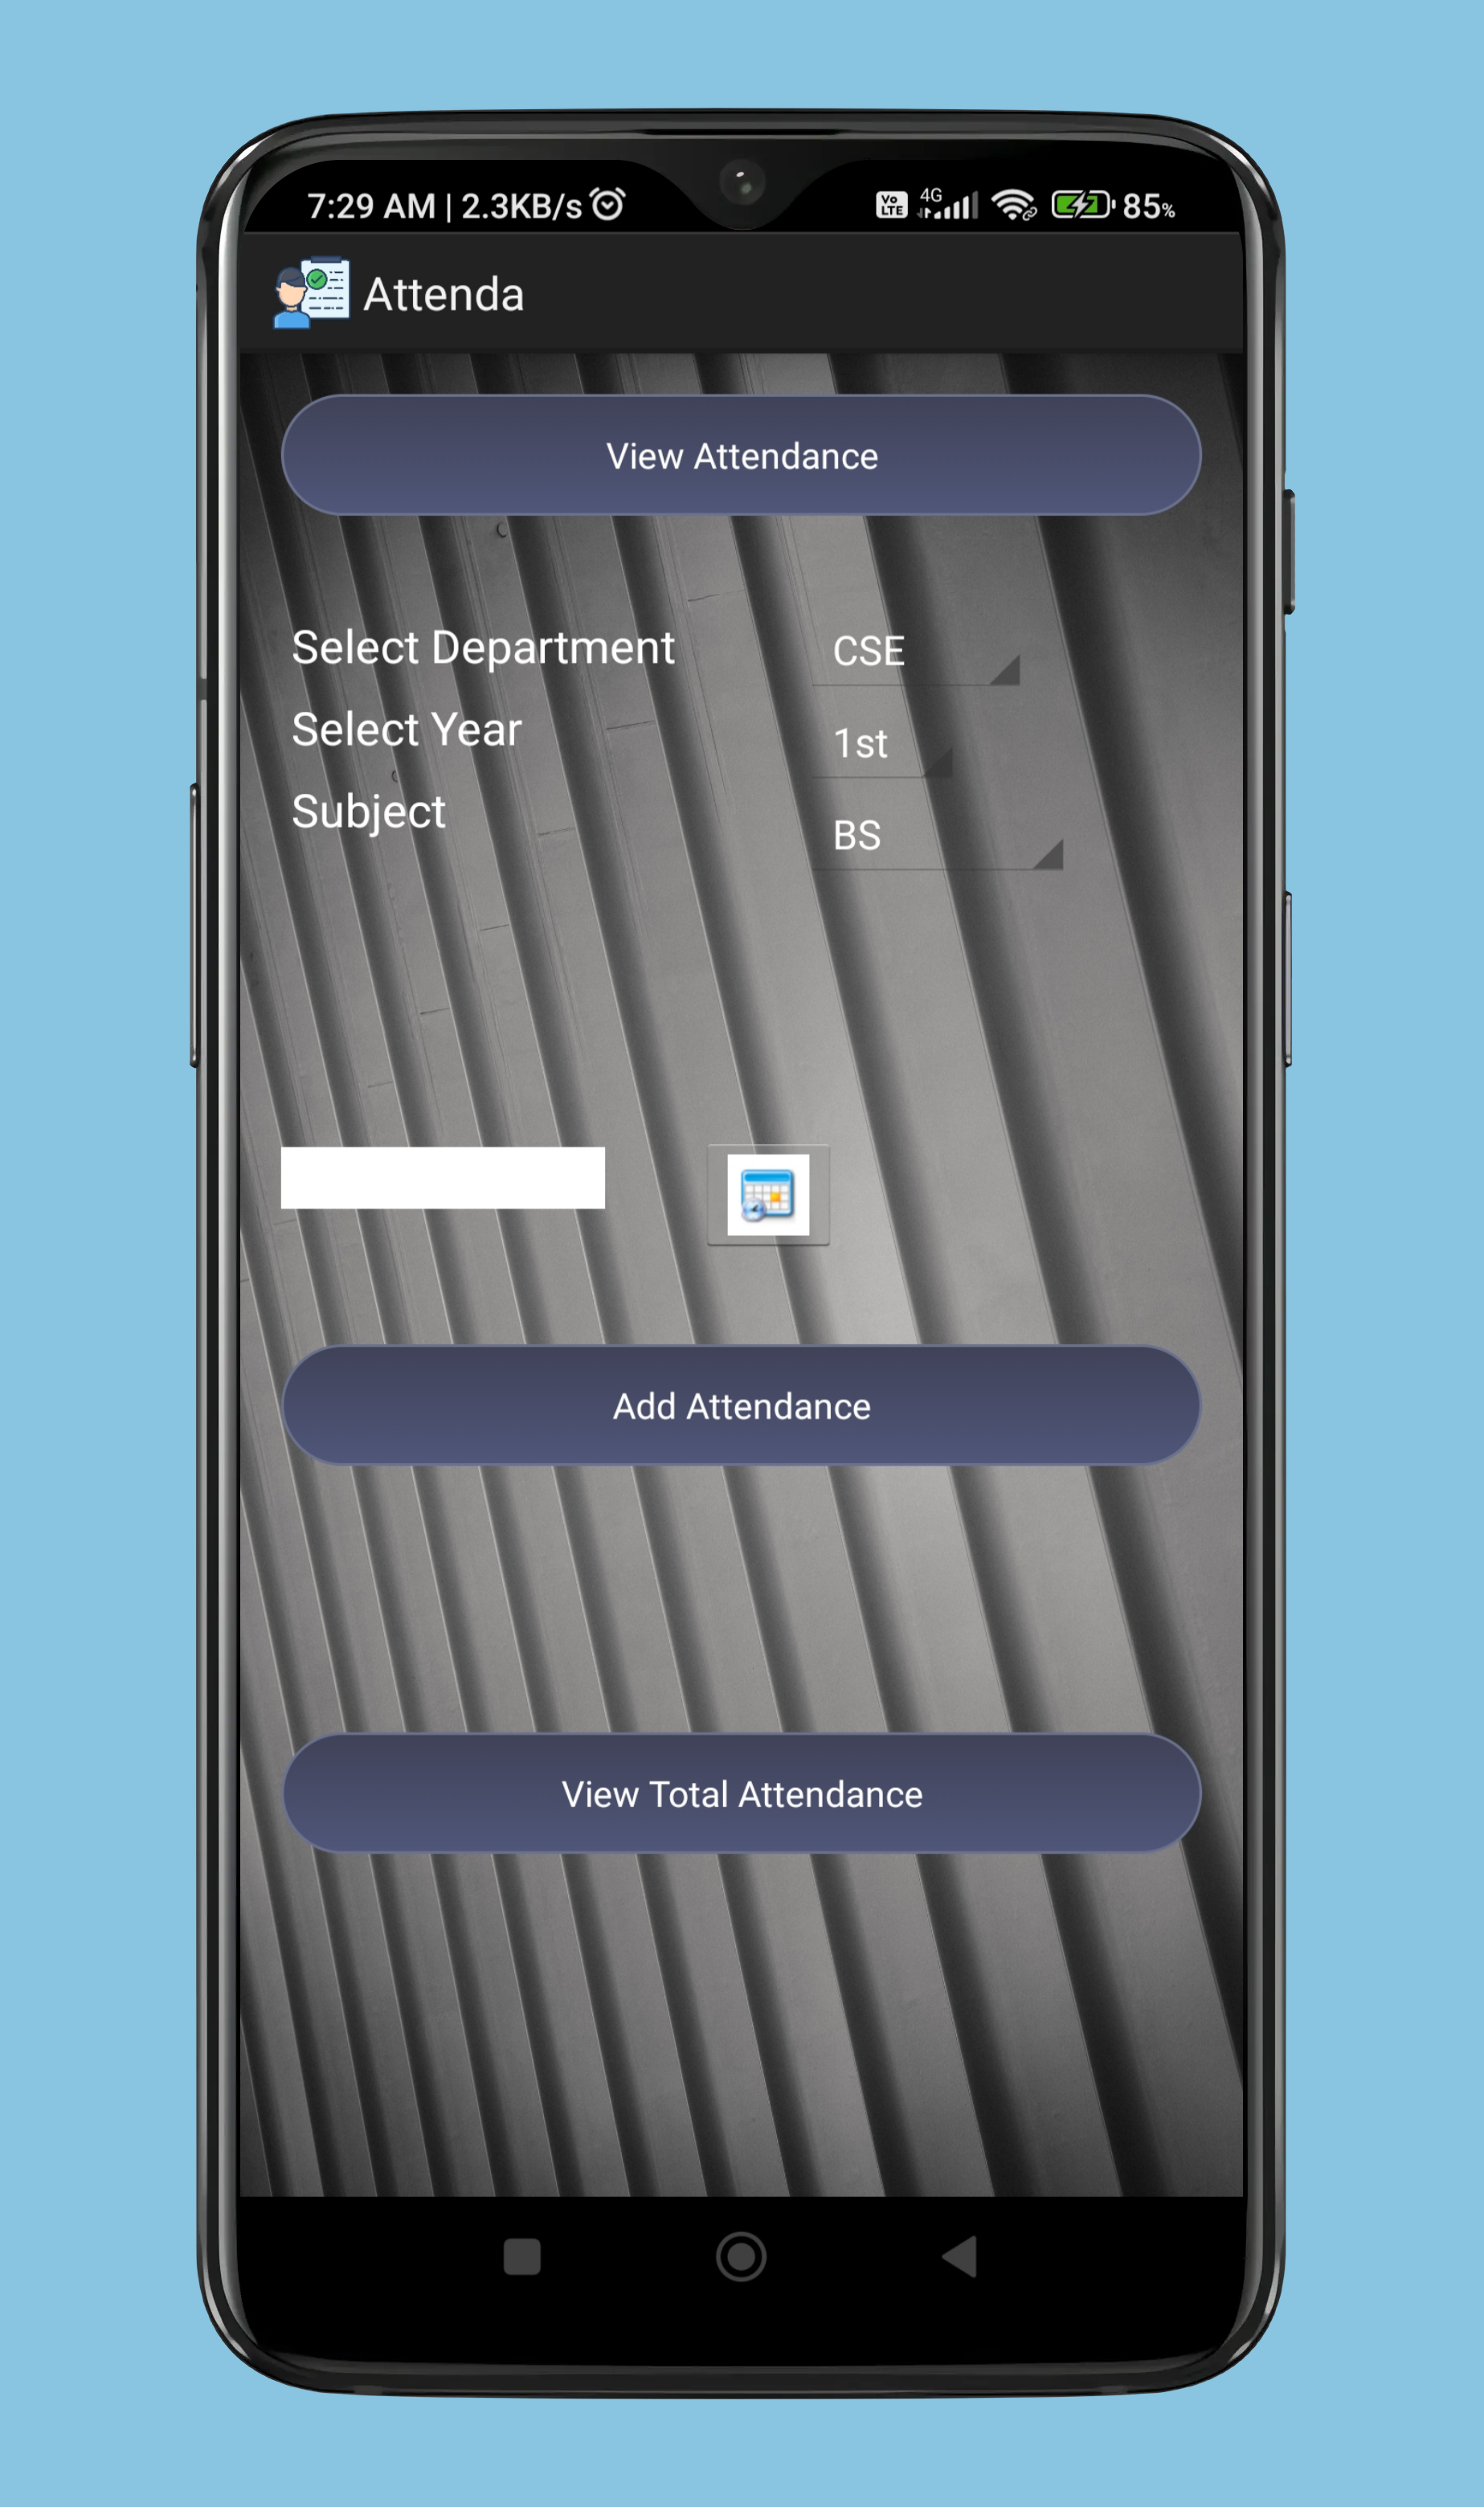 7:29 AM | 2.3KB/s Vo LTE 4G 85%
Attenda
View Attendance
Select Department CSE
Select Year 1st
Subject BS
Add Attendance
View Total Attendance